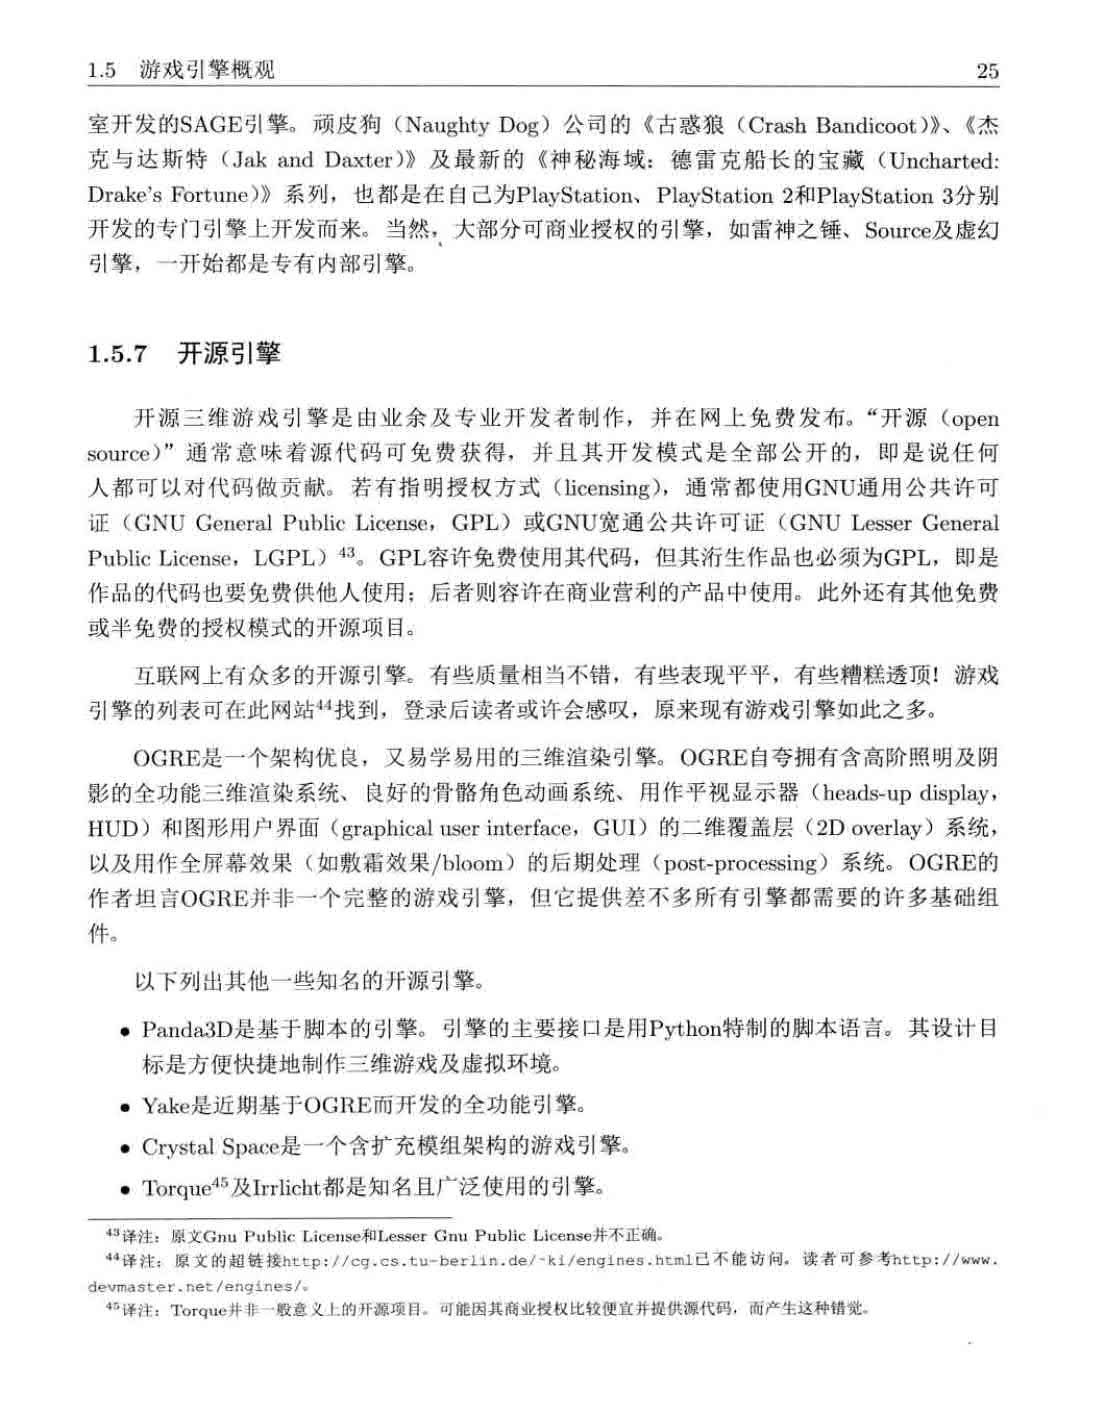 1.5 游戏引擎概观 25
室开发的SAGE引擎。顽皮狗（Naughty Dog）公司的《古惑狼（Crash Bandicoot）》、《杰
克与达斯特（Jak and Daxter）》及最新的《神秘海域：德雷克船长的宝藏（Uncharted:
Drake's Fortune）》系列，也都是在自己为PlayStation、PlayStation 2和PlayStation 3分别
开发的专门引擎上开发而来。当然，大部分可商业授权的引擎，如雷神之锤、Source及虚幻
引擎，一开始都是专有内部引擎。
1.5.7 开源引擎
开源三维游戏引擎是由业余及专业开发者制作，并在网上免费发布。“开源（open
source）”通常意味着源代码可免费获得，并且其开发模式是全部公开的，即是说任何
人都可以对代码做贡献。若有指明授权方式（licensing），通常都使用GNU通用公共许可
证（GNU General Public License，GPL）或GNU宽通公共许可证（GNU Lesser General
Public License，LGPL）43。GPL容许免费使用其代码，但其洐生作品也必须为GPL，即是
作品的代码也要免费供他人使用；后者则容许在商业营利的产品中使用。此外还有其他免费
或半免费的授权模式的开源项目。
互联网上有众多的开源引擎。有些质量相当不错，有些表现平平，有些糟糕透顶！游戏
引擎的列表可在此网站44找到，登录后读者或许会感叹，原来现有游戏引擎如此之多。
OGRE是一个架构优良，又易学易用的三维渲染引擎。OGRE自夸拥有含高阶照明及阴
影的全功能三维渲染系统、良好的骨骼角色动画系统、用作平视显示器（heads-up display，
HUD）和图形用户界面（graphical user interface，GUI）的二维覆盖层（2D overlay）系统，
以及用作全屏幕效果（如敷霜效果/bloom）的后期处理（post-processing）系统。OGRE的
作者坦言OGRE并非一个完整的游戏引擎，但它提供差不多所有引擎都需要的许多基础组
件。
以下列出其他一些知名的开源引擎。
● Panda3D是基于脚本的引擎。引擎的主要接口是用Python特制的脚本语言。其设计目
标是方便快捷地制作三维游戏及虚拟环境。
● Yake是近期基于OGRE而开发的全功能引擎。
● Crystal Space是一个含扩充模组架构的游戏引擎。
● Torque45及Irrlicht都是知名且广泛使用的引擎。
43译注：原文Gnu Public License和Lesser Gnu Public License并不正确。
44译注：原文的超链接http://cg.cs.tu-berlin.de/~ki/engines.html已不能访问。读者可参考http://www.
devmaster.net/engines/。
45译注：Torque并非一般意义上的开源项目。可能因其商业授权比较便宜并提供源代码，而产生这种错觉。